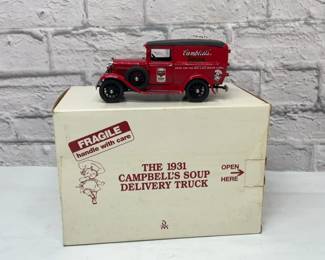 Campbell's.
FRAGILE
handle with care
THE 1931
CAMPBELL'S SOUP
DELIVERY TRUCK
OPEN
HERE